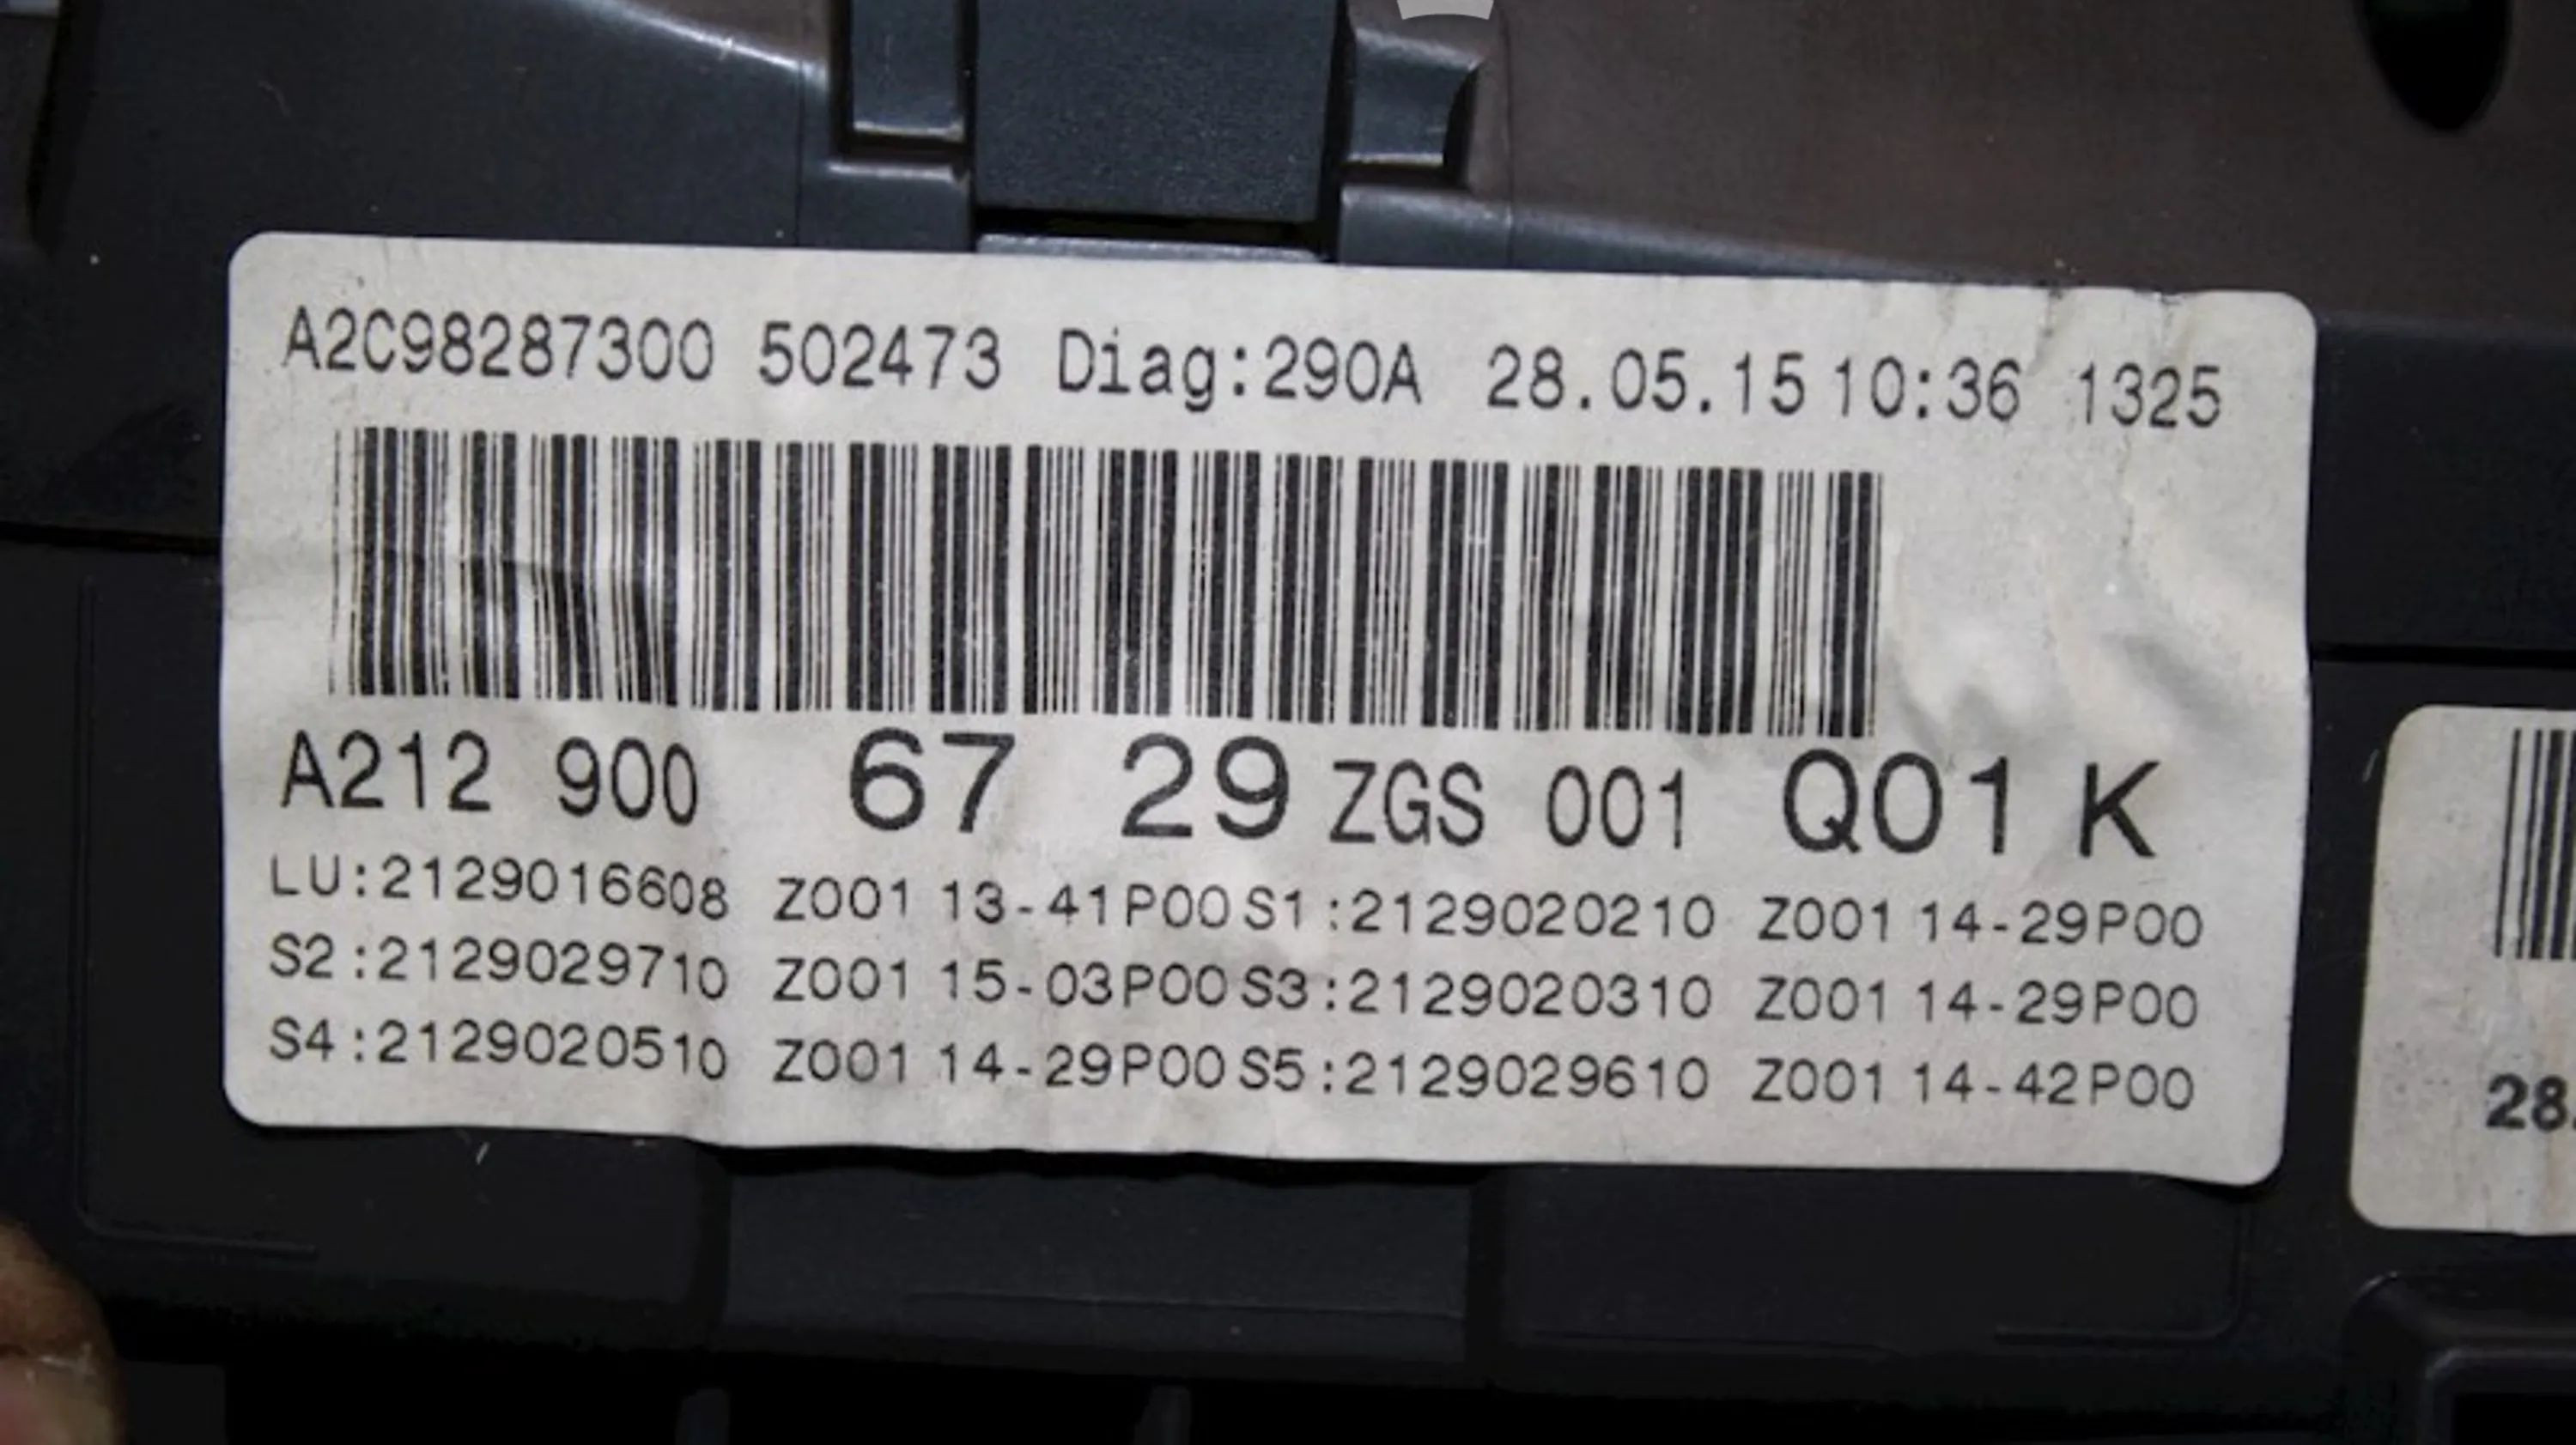 A2C98287300 502473 Diag:290A 28.05.15 10:36 1325
A212 900 67 29 ZGS 001 Q01 K
LU:2129016608 Z001 13-41P00 S1:2129020210 Z001 14-29P00
S2:2129029710 Z001 15-03P00 S3:2129020310 Z001 14-29P00
S4:2129020510 Z001 14-29P00 S5:2129029610 Z001 14-42P00
28.